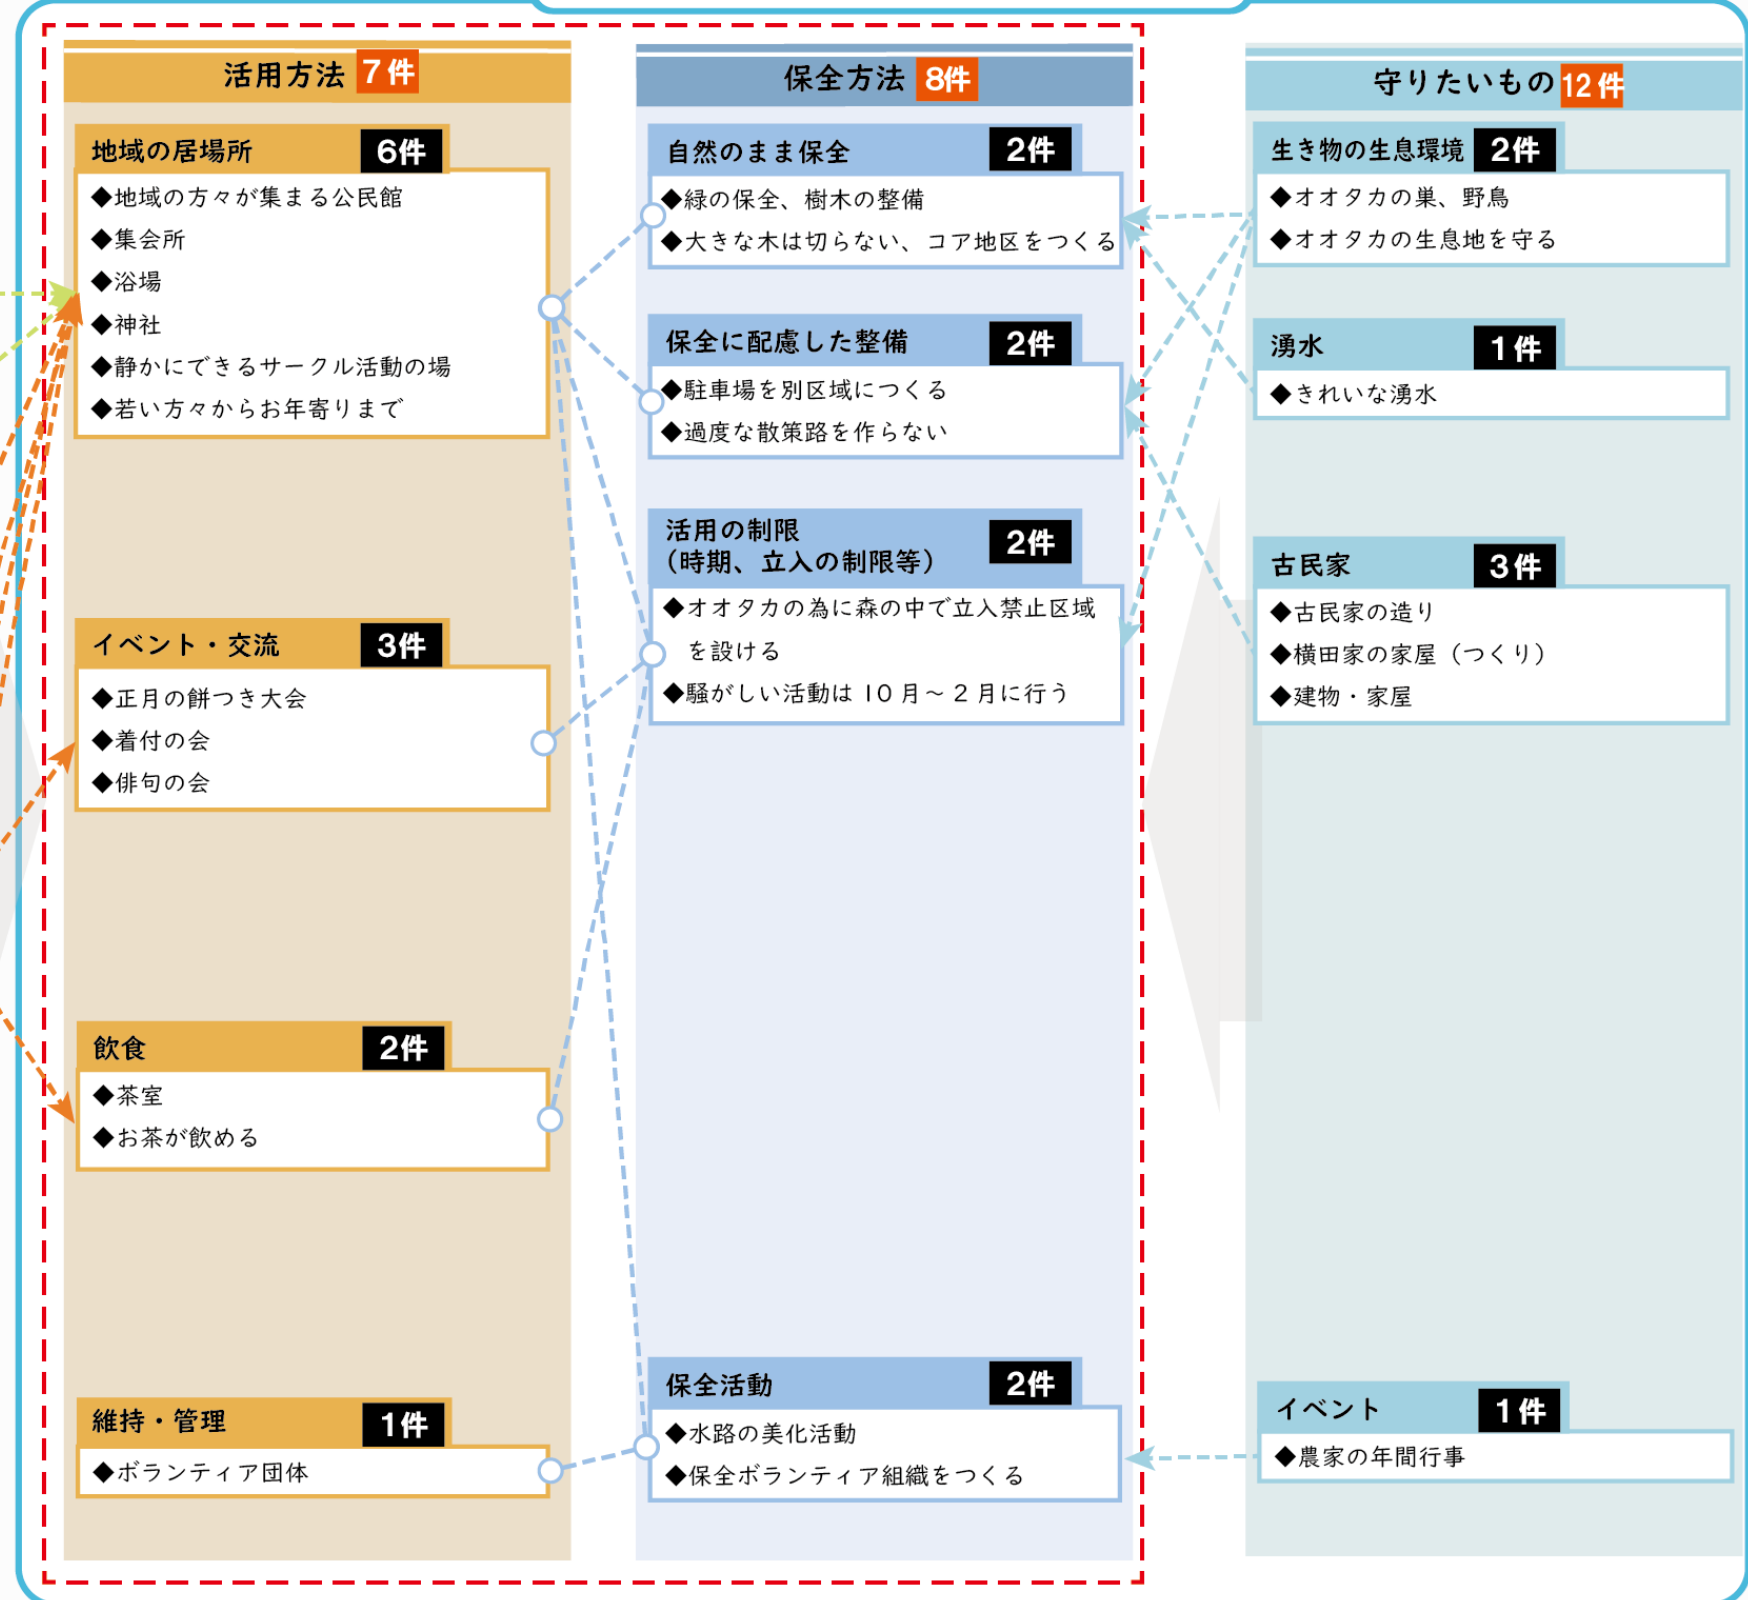 活用方法 7件
地域の居場所 6件
◆地域の方々が集まる公民館
◆集会所
◆浴場
◆神社
◆静かにできるサークル活動の場
◆若い方々からお年寄りまで
イベント・交流 3件
◆正月の餅つき大会
◆着付の会
◆俳句の会
飲食 2件
◆茶室
◆お茶が飲める
維持・管理 1件
◆ボランティア団体
保全方法 8件
自然のまま保全 2件
◆緑の保全、樹木の整備
◆大きな木は切らない、コア地区をつくる
保全に配慮した整備 2件
◆駐車場を別区域につくる
◆過度な散策路を作らない
活用の制限
（時期、立入の制限等） 2件
◆オオタカの為に森の中で立入禁止区域
を設ける
◆騒がしい活動は 10 月～ 2 月に行う
保全活動 2件
◆水路の美化活動
◆保全ボランティア組織をつくる
守りたいもの 12件
生き物の生息環境 2件
◆オオタカの巣、野鳥
◆オオタカの生息地を守る
湧水 1件
◆きれいな湧水
古民家 3件
◆古民家の造り
◆横田家の家屋（つくり）
◆建物・家屋
イベント 1件
◆農家の年間行事